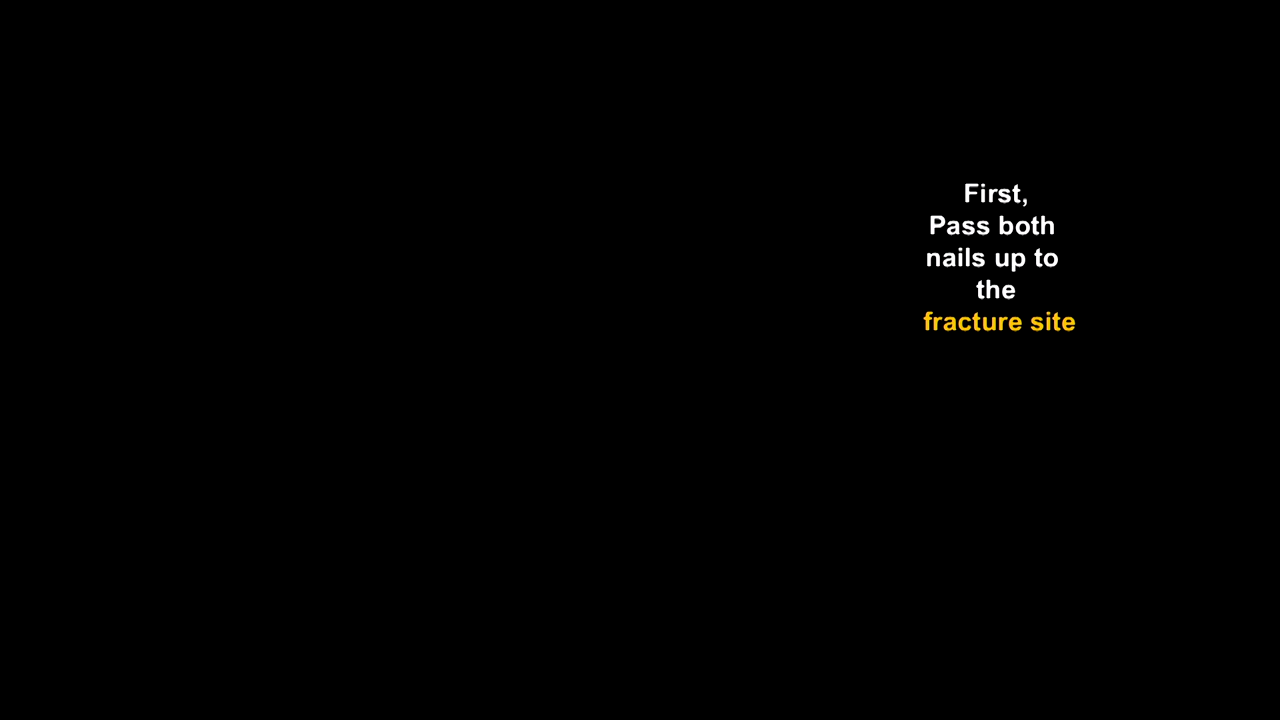 First,
Pass both
nails up to
the
fracture site